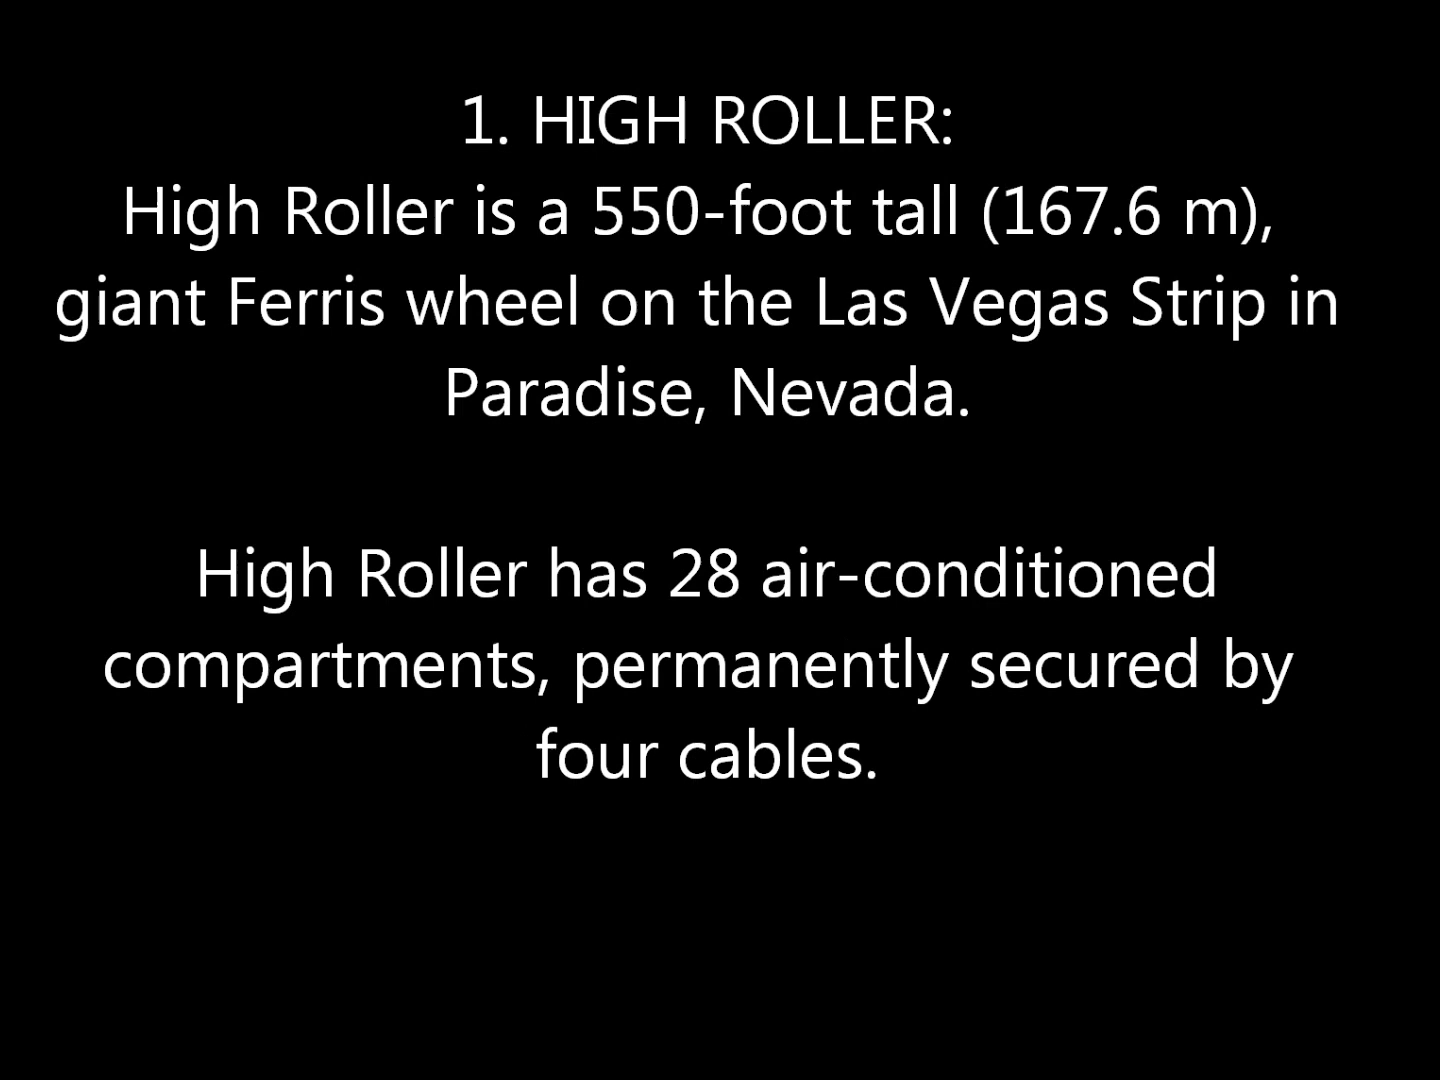 1. HIGH ROLLER:
High Roller is a 550-foot tall (167.6 m),
giant Ferris wheel on the Las Vegas Strip in
Paradise, Nevada.
High Roller has 28 air-conditioned
compartments, permanently secured by
four cables.